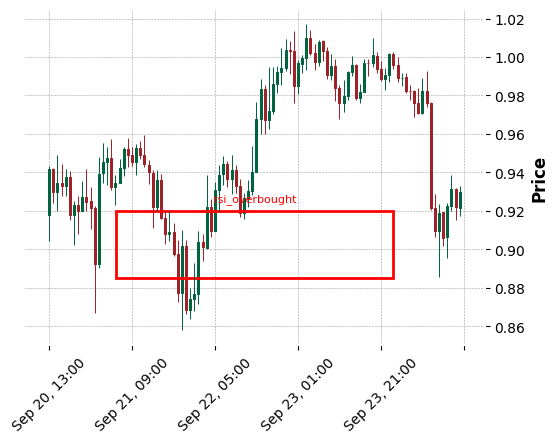 1.02
1.00
0.98
0.96
0.94
0.92
0.90
0.88
0.86
Price
rsi_overbought
Sep 20, 13:00
Sep 21, 09:00
Sep 22, 05:00
Sep 23, 01:00
Sep 23, 21:00